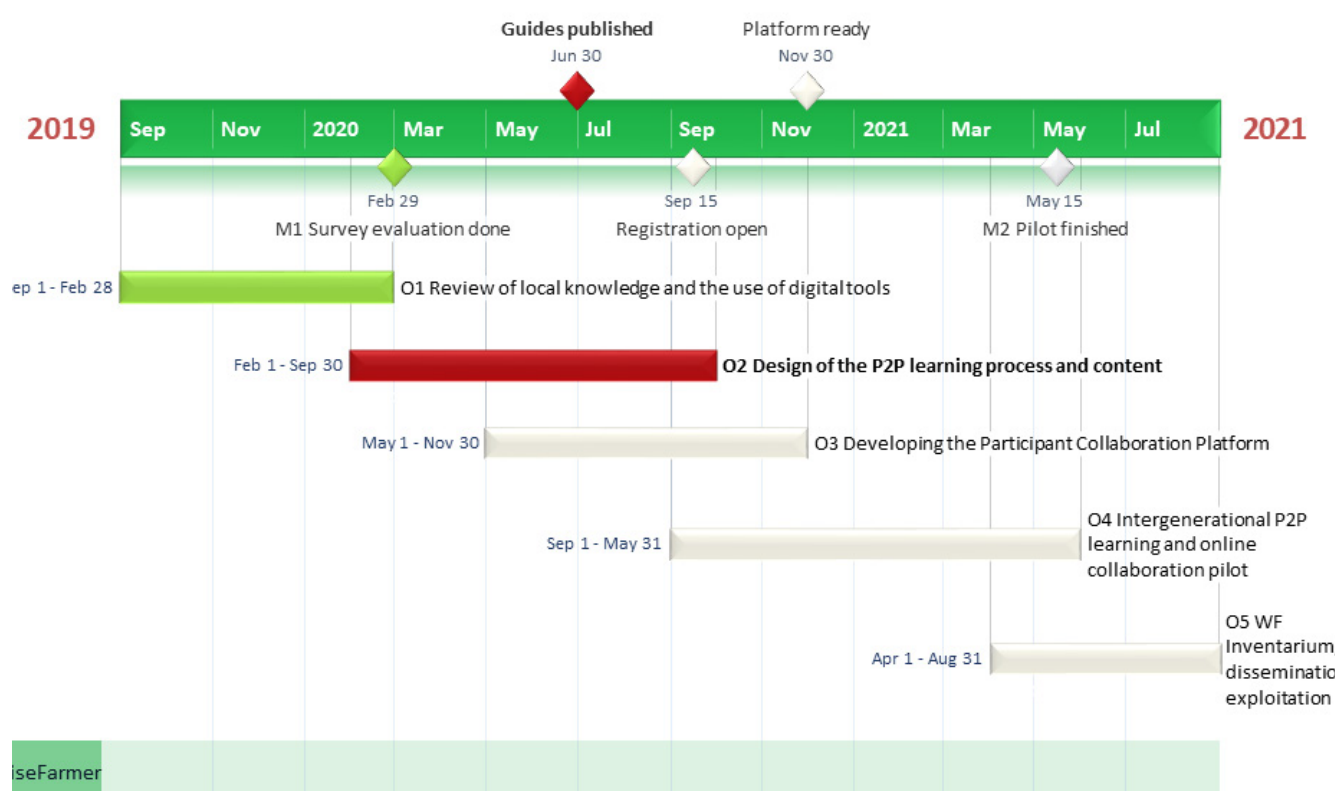 Guides published
Platform ready
Jun 30
Nov 30
2019
Sep
Nov
2020
Mar
May
Jul
Sep
Nov
2021
Mar
May
Jul
2021
Feb 29
Sep 15
May 15
M1 Survey evaluation done
Registration open
M2 Pilot finished
ep 1 - Feb 28
O1 Review of local knowledge and the use of digital tools
Feb 1 - Sep 30
O2 Design of the P2P learning process and content
May 1 - Nov 30
O3 Developing the Participant Collaboration Platform
Sep 1 - May 31
O4 Intergenerational P2P
learning and online
collaboration pilot
Apr 1 - Aug 31
O5 WF
Inventarium,
disseminatio
exploitation
iseFarmer